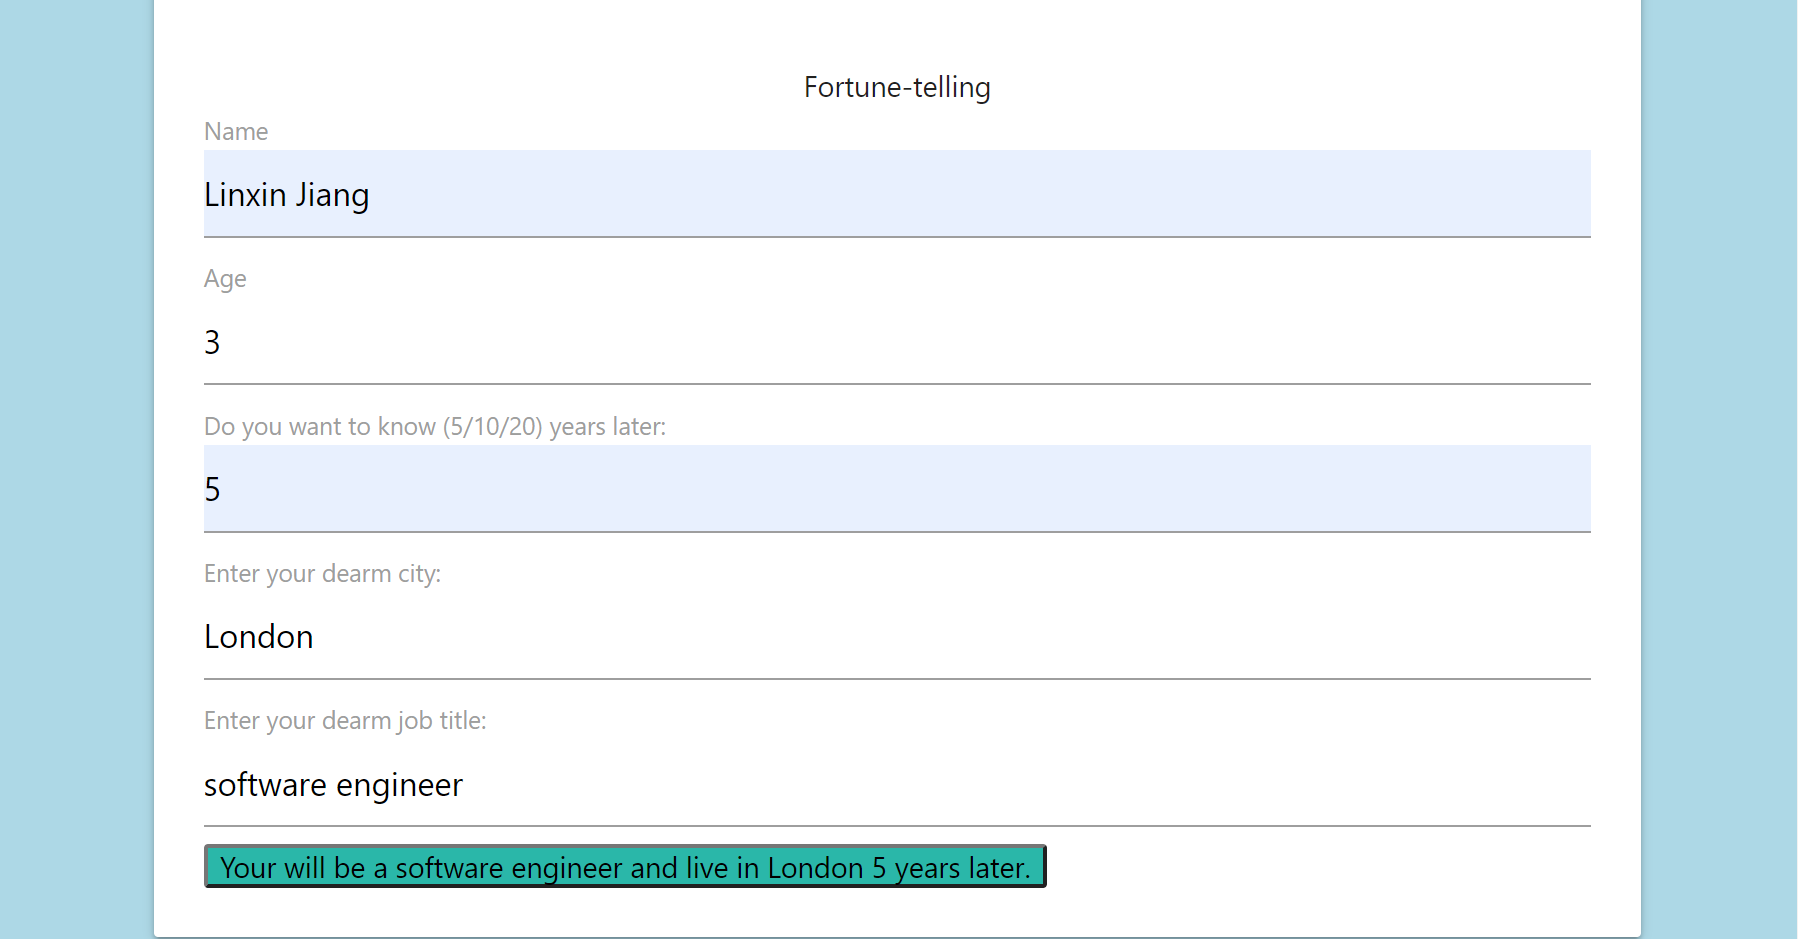 Fortune-telling
Name
Linxin Jiang
Age
3
Do you want to know (5/10/20) years later:
5
Enter your dearm city:
London
Enter your dearm job title:
software engineer
Your will be a software engineer and live in London 5 years later.